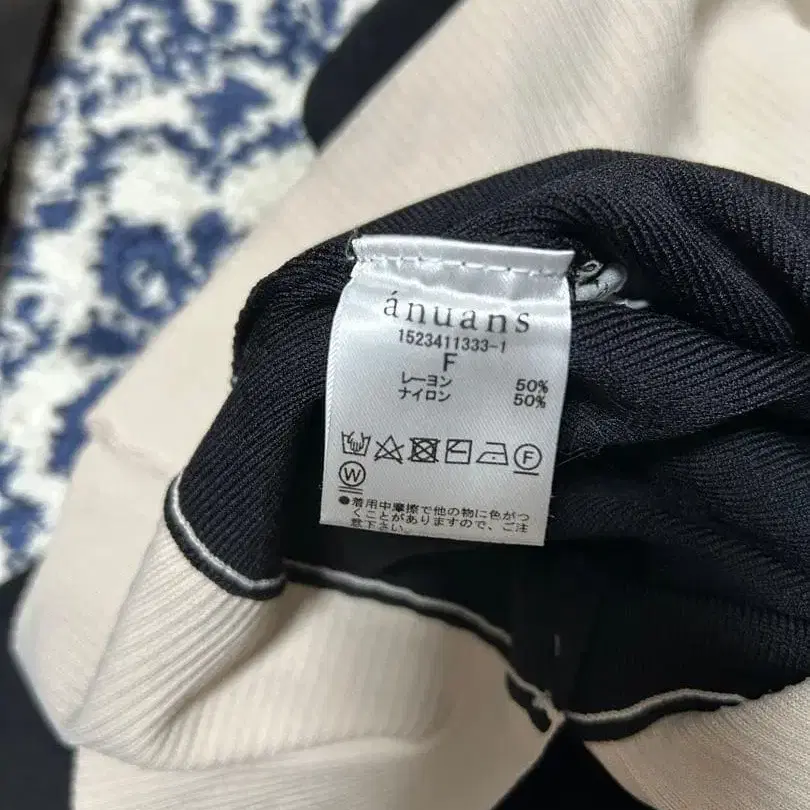 ánuans
1523411333-1
F
レーヨン 50%
ナイロン 50%
F
W
●着用中摩擦で他の物に色がつ
くことがありますので、ご注
意下さい。